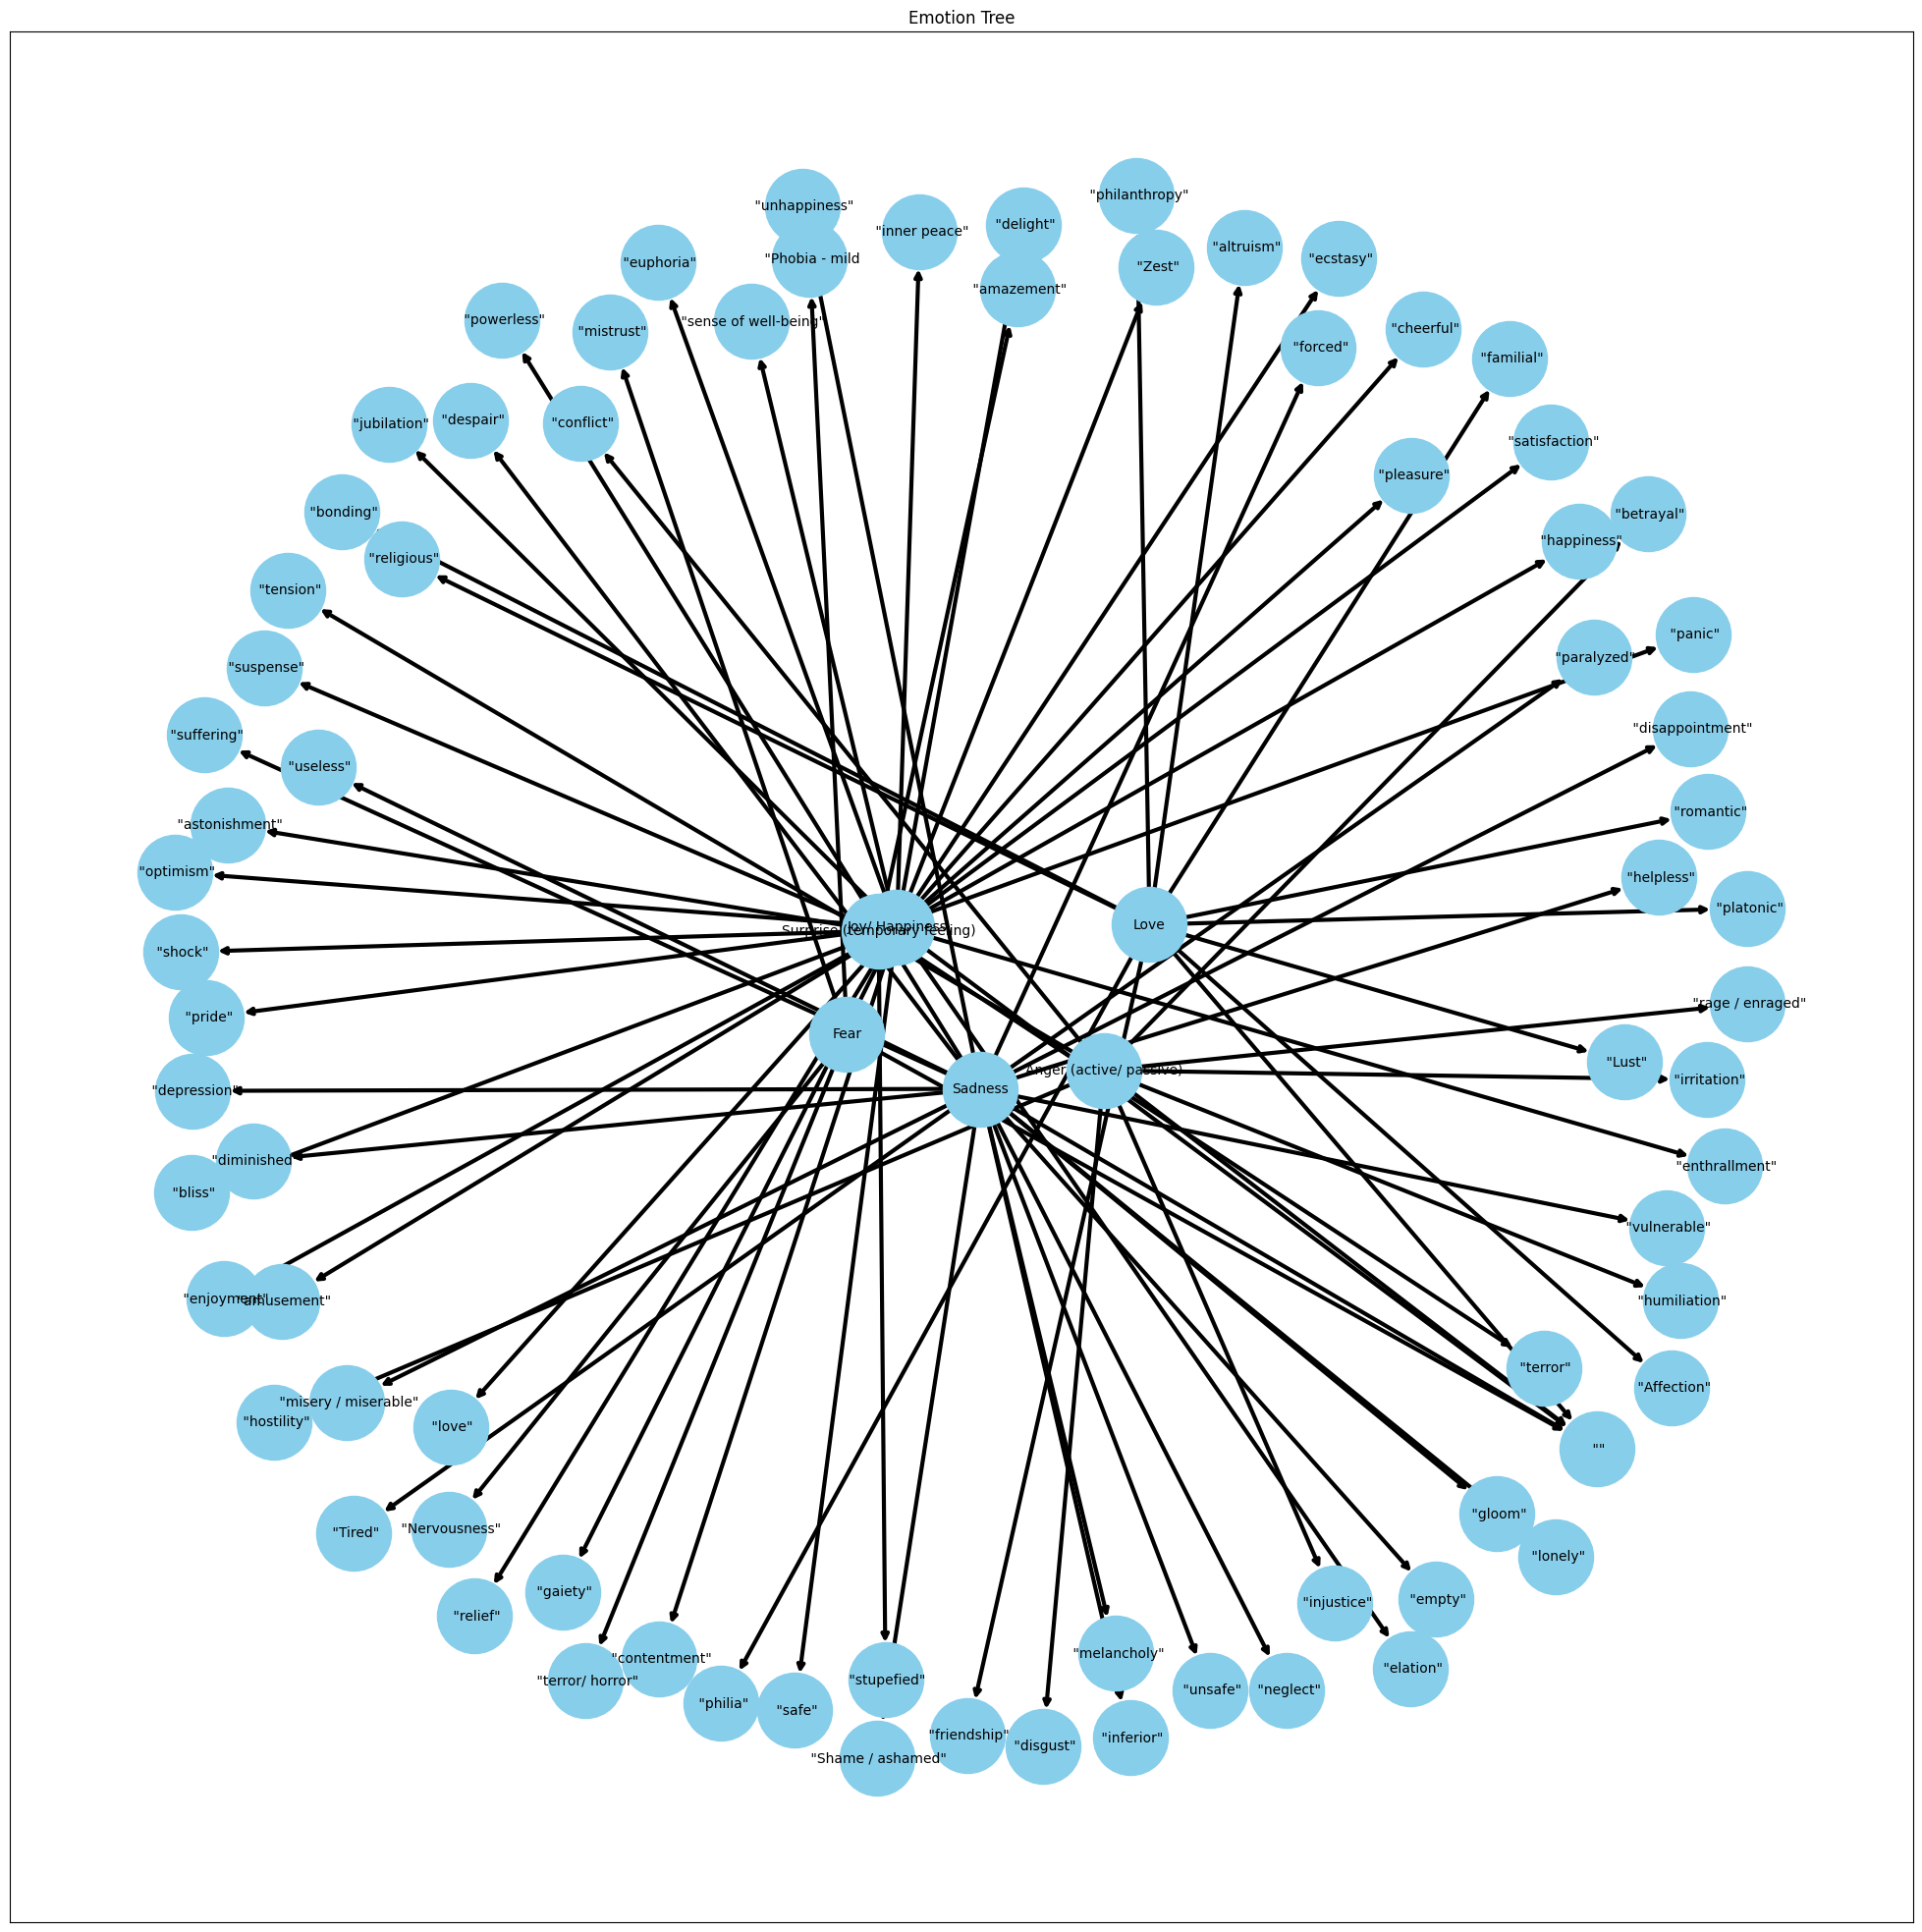 Emotion Tree
"philanthropy"
"unhappiness"
"delight"
"inner peace"
"altruism"
"Phobia - mild
"ecstasy"
"euphoria"
"Zest"
"amazement"
"powerless"
"sense of well-being"
"cheerful"
"mistrust"
"forced"
"familial"
"despair"
"jubilation"
"conflict"
"satisfaction"
"pleasure"
"bonding"
"betrayal"
"happiness"
"religious"
"tension"
"panic"
"paralyzed"
"suspense"
"disappointment"
"suffering"
"useless"
"romantic"
"astonishment"
"optimism"
"helpless"
"platonic"
Love
Joy/ Happiness
Surprise (temporary feeling)
"shock"
"rage / enraged"
"pride"
Fear
"Lust"
Anger (active/ passive)
"irritation"
Sadness
"depression"
"diminished"
"enthrallment"
"bliss"
"vulnerable"
"enjoyment"
"amusement"
"humiliation"
"terror"
"Affection"
"misery / miserable"
"hostility"
"love"
""
"gloom"
"Tired"
"Nervousness"
"lonely"
"gaiety"
"empty"
"injustice"
"relief"
"melancholy"
"contentment"
"elation"
"terror/ horror"
"stupefied"
"unsafe"
"neglect"
"philia"
"safe"
"friendship"
"inferior"
"disgust"
"Shame / ashamed"